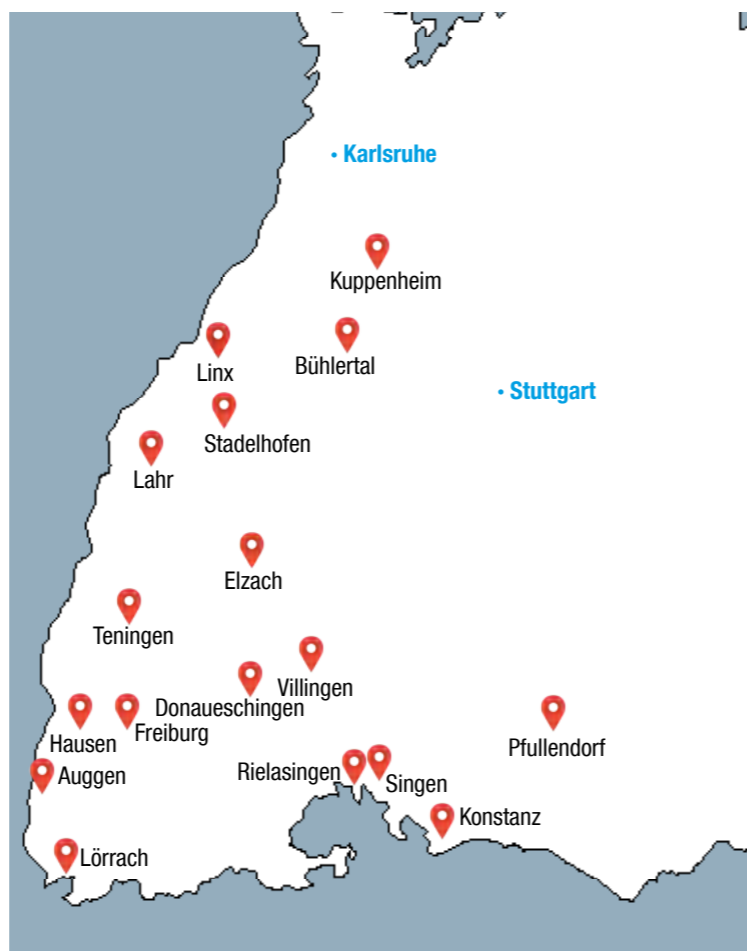 • Karlsruhe
Kuppenheim
Linx
Bühlertal
• Stuttgart
Stadelhofen
Lahr
Elzach
Teningen
Villingen
Donaueschingen
Hausen
Freiburg
Pfullendorf
Auggen
Rielasingen
Singen
Konstanz
Lörrach